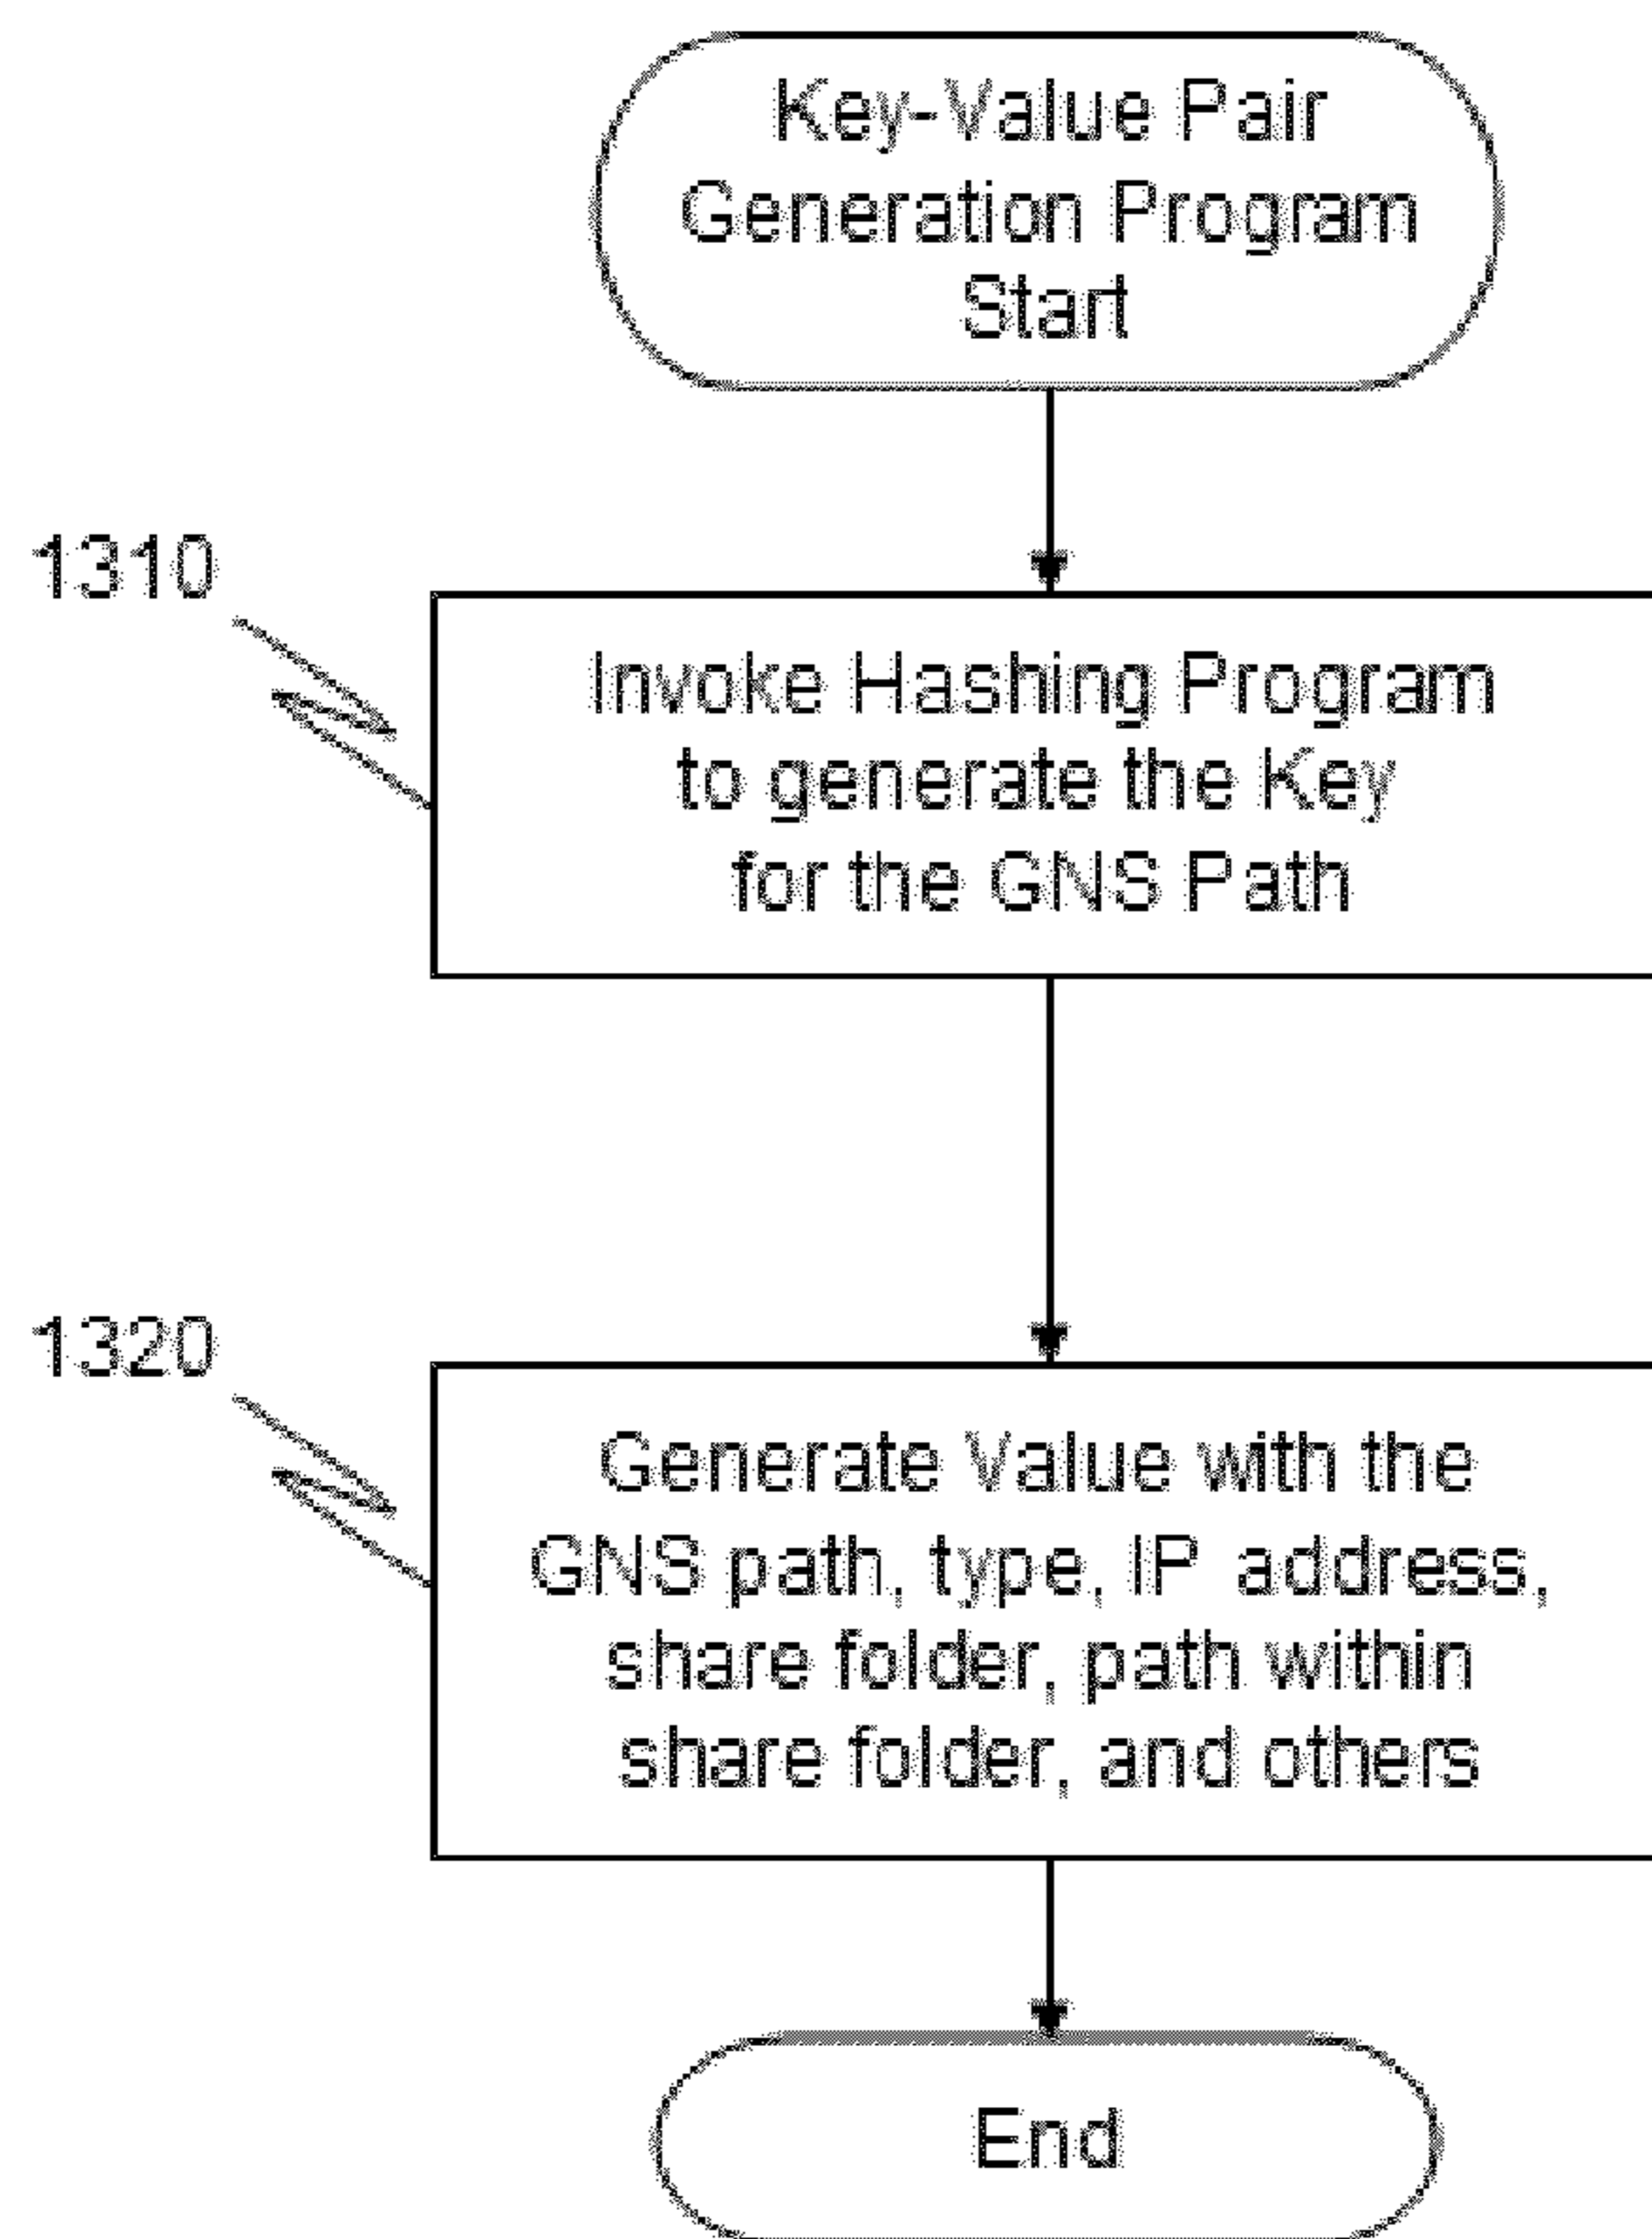 Key-Value Pair
Generation Program
Start
1310
Invoke Hashing Program
to generate the Key
for the GNS Path
1320
Generate Value with the
GNS path, type, IP address,
share folder, path within
share folder, and others
End